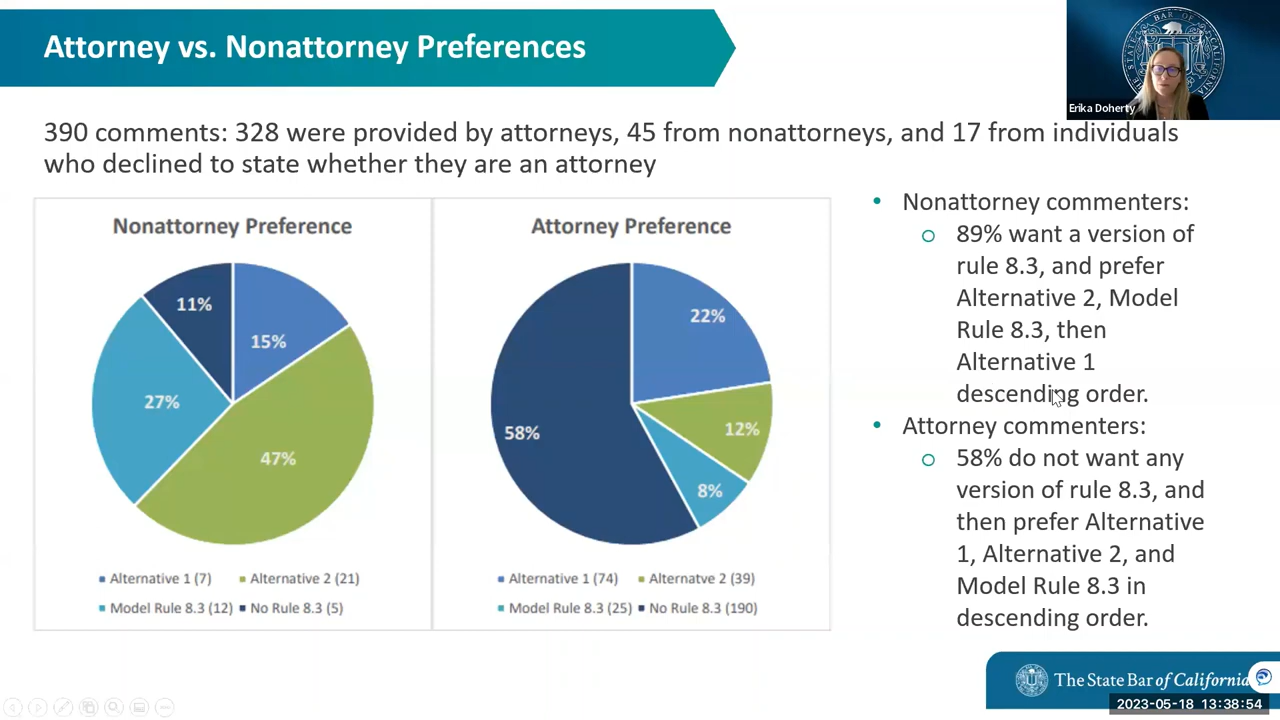 Attorney vs. Nonattorney Preferences
Erika Doherty
390 comments: 328 were provided by attorneys, 45 from nonattorneys, and 17 from individuals
who declined to state whether they are an attorney
Nonattorney Preference
11%
15%
27%
47%
Alternative 1 (7)
Alternative 2 (21)
Model Rule 8.3 (12)
No Rule 8.3 (5)
Attorney Preference
22%
12%
58%
8%
Alternative 1 (74)
Alternatve 2 (39)
Model Rule 8.3 (25)
No Rule 8.3 (190)
• Nonattorney commenters:
o 89% want a version of
rule 8.3, and prefer
Alternative 2, Model
Rule 8.3, then
Alternative 1
descending order.
• Attorney commenters:
o 58% do not want any
version of rule 8.3, and
then prefer Alternative
1, Alternative 2, and
Model Rule 8.3 in
descending order.
The State Bar of California
2023-05-18 13:38:54